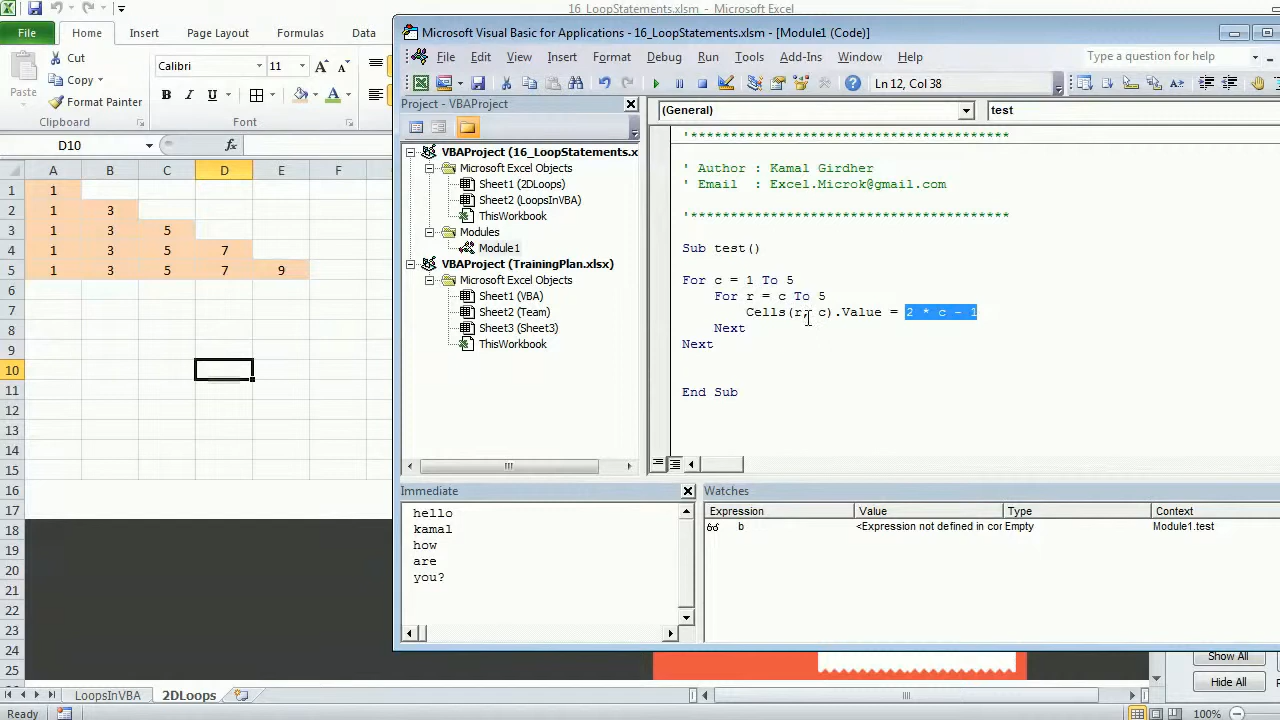 16_LoopStatements.xlsm - Microsoft Excel
File Home Insert Page Layout Formulas Data
Cut
Copy
Format Painter
Paste
Clipboard
Calibri 11
B I U
Font
D10
fx
A B C D E F
1 1
2 1 3
3 1 3 5
4 1 3 5 7
5 1 3 5 7 9
6
7
8
9
10
11
12
13
14
15
16
17
18
19
20
21
22
23
24
25
LoopsInVBA 2DLoops
Ready
100%
Show All
Hide All
Microsoft Visual Basic for Applications - 16_LoopStatements.xlsm - [Module1 (Code)]
File Edit View Insert Format Debug Run Tools Add-Ins Window Help
Type a question for help
Ln 12, Col 38
Project - VBAProject
VBAProject (16_LoopStatements.x
Microsoft Excel Objects
Sheet1 (2DLoops)
Sheet2 (LoopsInVBA)
ThisWorkbook
Modules
Module1
VBAProject (TrainingPlan.xlsx)
Microsoft Excel Objects
Sheet1 (VBA)
Sheet2 (Team)
Sheet3 (Sheet3)
ThisWorkbook
(General) test
'***************************************
' Author : Kamal Girdher
' Email  : Excel.Microk@gmail.com
'***************************************
Sub test()
For c = 1 To 5
For r = c To 5
Cells(r, c).Value = 2 * c - 1
Next
Next
End Sub
Immediate
hello
kamal
how
are
you?
Watches
Expression Value Type Context
b <Expression not defined in cor Empty Module1.test